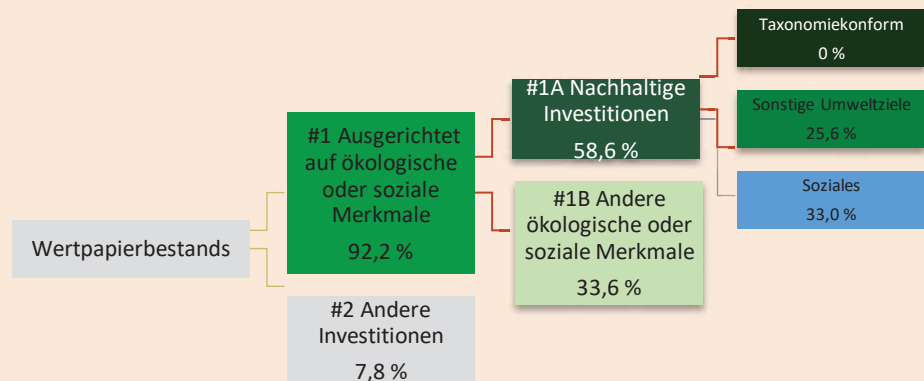 Wertpapierbestands
#1 Ausgerichtet
auf ökologische
oder soziale
Merkmale
92,2 %
#2 Andere
Investitionen
7,8 %
#1A Nachhaltige
Investitionen
58,6 %
#1B Andere
ökologische oder
soziale Merkmale
33,6 %
Taxonomiekonform
0 %
Sonstige Umweltziele
25,6 %
Soziales
33,0 %